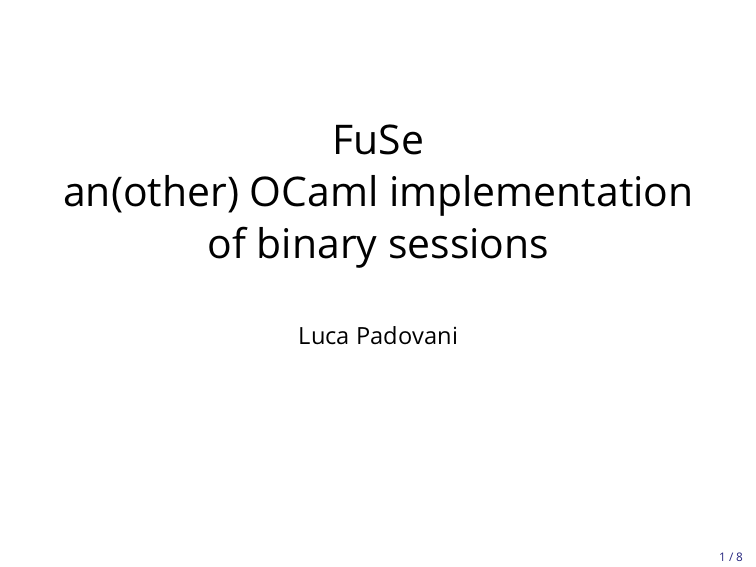 FuSe
an(other) OCaml implementation
of binary sessions
Luca Padovani
1 / 8